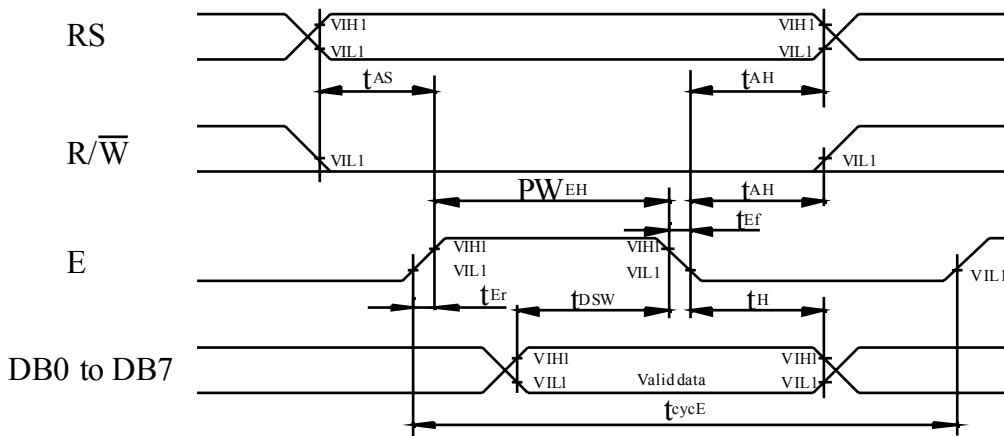 RS
VIH1
VIL1
VIH1
VIL1
tAS
tAH
R/W̅
VIL1
VIL1
PWEH
tAH
tEf
E
VIH1
VIL1
VIH1
VIL1
VIL1
tEr
tDSW
tH
DB0 to DB7
VIH1
VIL1
Valid data
VIH1
VIL1
tcycE